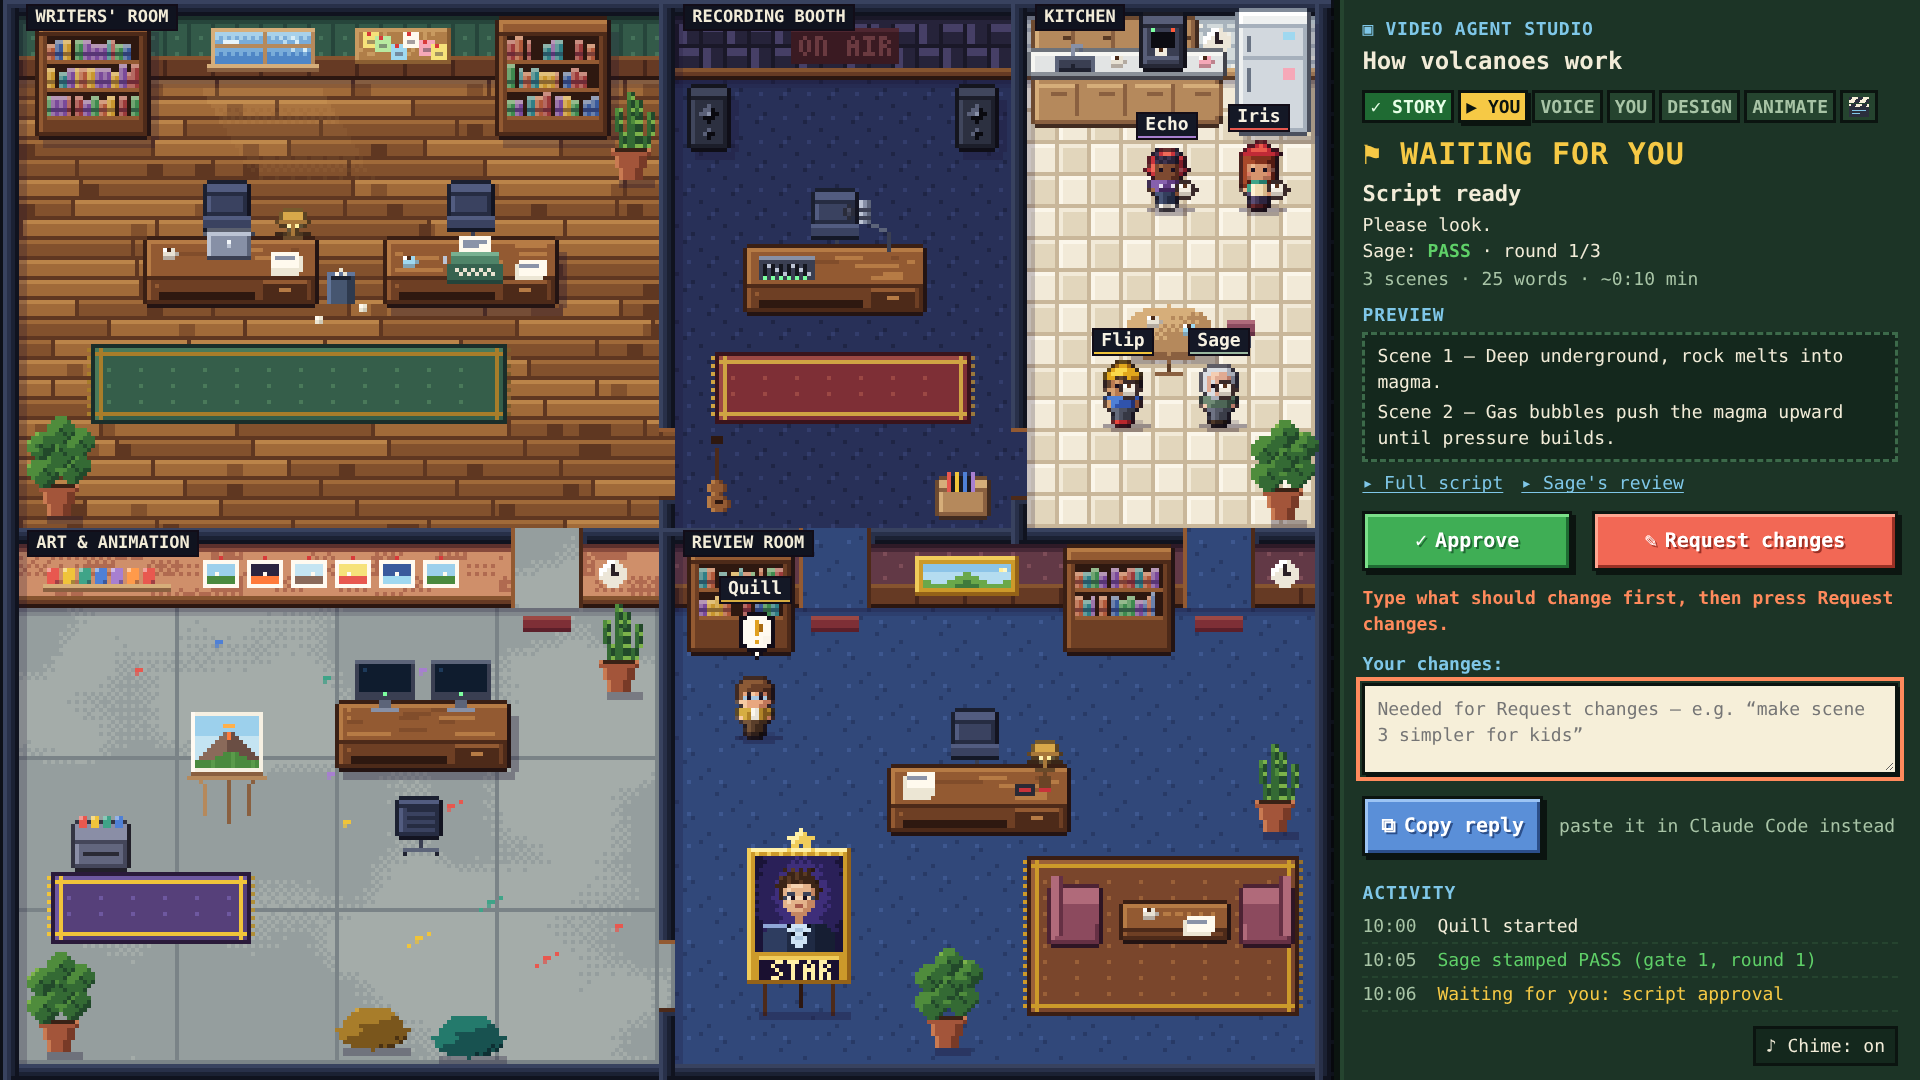 WRITERS' ROOM
RECORDING BOOTH
ON AIR
KITCHEN
Echo
Iris
Flip
Sage
ART & ANIMATION
REVIEW ROOM
Quill
!
STAR
▣ VIDEO AGENT STUDIO
How volcanoes work
✓ STORY
▶ YOU
VOICE
YOU
DESIGN
ANIMATE
⚑ WAITING FOR YOU
Script ready
Please look.
Sage: PASS · round 1/3
3 scenes · 25 words · ~0:10 min
PREVIEW
Scene 1 — Deep underground, rock melts into
magma.
Scene 2 — Gas bubbles push the magma upward
until pressure builds.
▸ Full script ▸ Sage's review
✓ Approve
✎ Request changes
Type what should change first, then press Request
changes.
Your changes:
Needed for Request changes — e.g. “make scene
3 simpler for kids”
⧉ Copy reply
paste it in Claude Code instead
ACTIVITY
10:00 Quill started
10:05 Sage stamped PASS (gate 1, round 1)
10:06 Waiting for you: script approval
♪ Chime: on